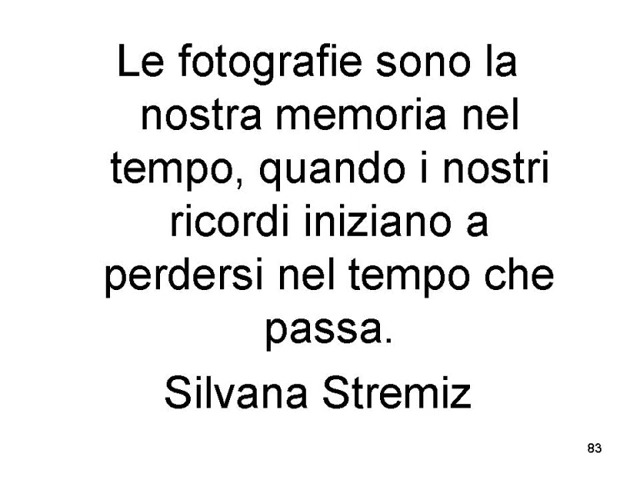 Le fotografie sono la
nostra memoria nel
tempo, quando i nostri
ricordi iniziano a
perdersi nel tempo che
passa.
Silvana Stremiz
83